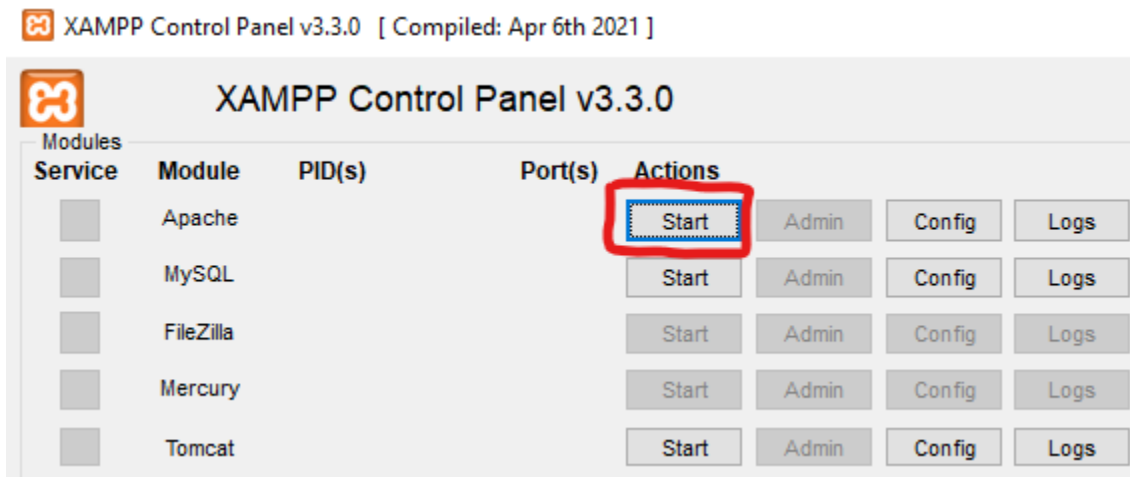 XAMPP Control Panel v3.3.0 [ Compiled: Apr 6th 2021 ]
XAMPP Control Panel v3.3.0
Modules
Service Module PID(s) Port(s) Actions
Apache Start Admin Config Logs
MySQL Start Admin Config Logs
FileZilla Start Admin Config Logs
Mercury Start Admin Config Logs
Tomcat Start Admin Config Logs